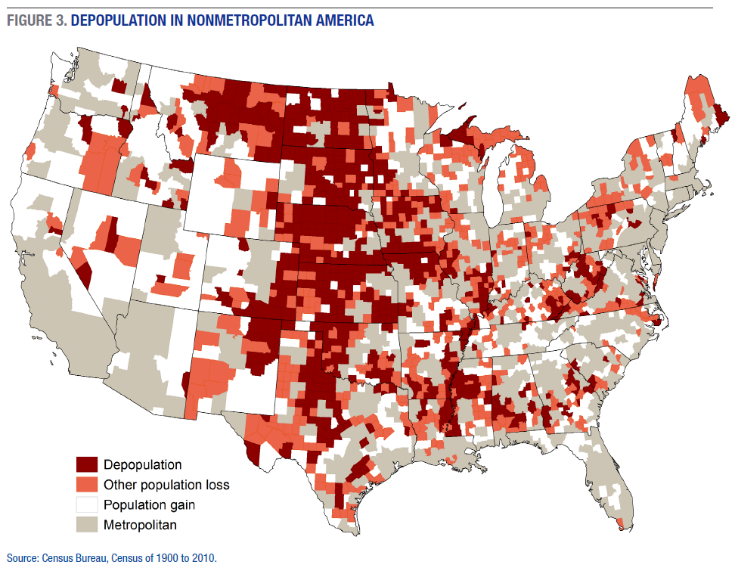 FIGURE 3. DEPOPULATION IN NONMETROPOLITAN AMERICA
Depopulation
Other population loss
Population gain
Metropolitan
Source: Census Bureau, Census of 1900 to 2010.